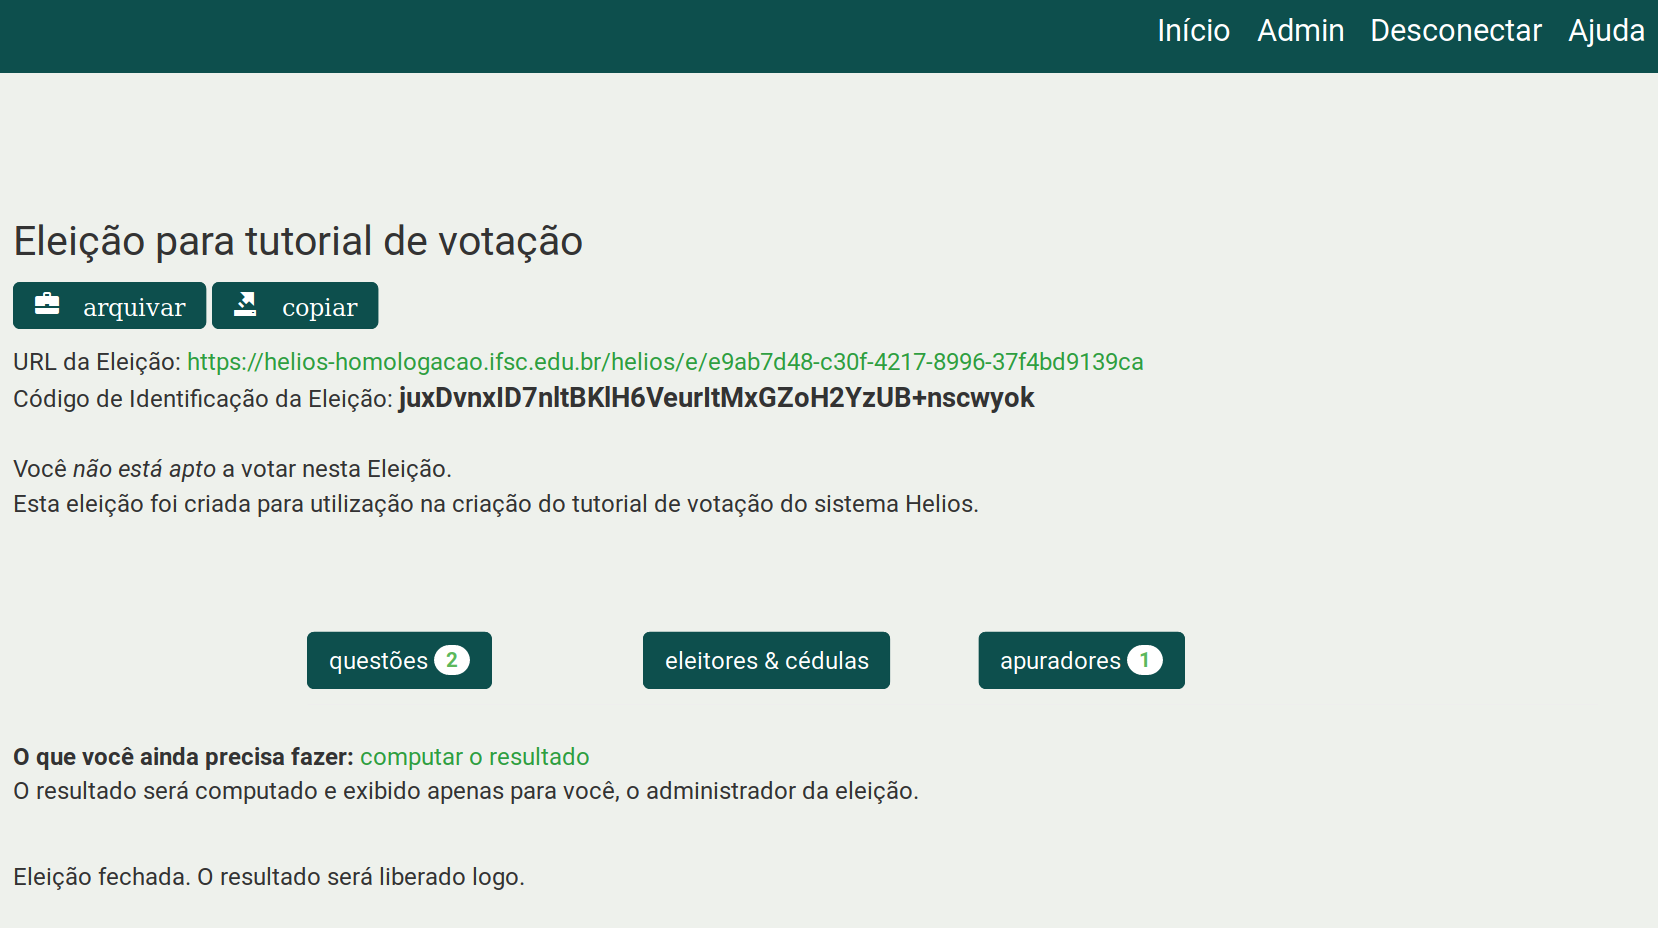 Início Admin Desconectar Ajuda
Eleição para tutorial de votação
arquivar copiar
URL da Eleição: https://helios-homologacao.ifsc.edu.br/helios/e/e9ab7d48-c30f-4217-8996-37f4bd9139ca
Código de Identificação da Eleição: juxDvnxID7nltBKlH6VeurItMxGZoH2YzUB+nscwyok
Você não está apto a votar nesta Eleição.
Esta eleição foi criada para utilização na criação do tutorial de votação do sistema Helios.
questões 2 eleitores & cédulas apuradores 1
O que você ainda precisa fazer: computar o resultado
O resultado será computado e exibido apenas para você, o administrador da eleição.
Eleição fechada. O resultado será liberado logo.